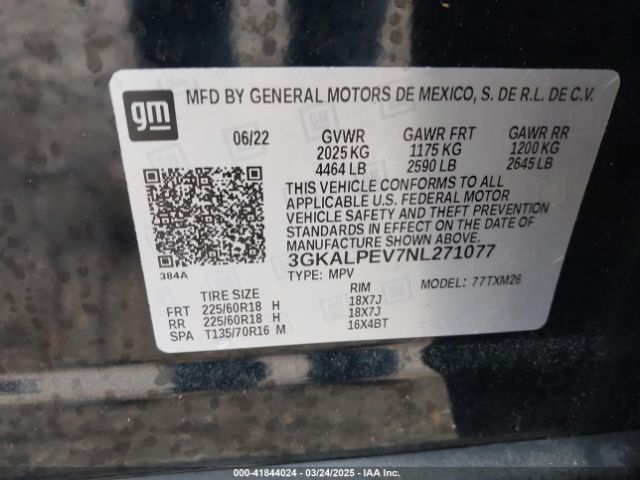 gm
MFD BY GENERAL MOTORS DE MEXICO, S. DE R.L. DE C.V.
06/22 GVWR GAWR FRT GAWR RR
2025 KG 1175 KG 1200 KG
4464 LB 2590 LB 2645 LB
THIS VEHICLE CONFORMS TO ALL
APPLICABLE U.S. FEDERAL MOTOR
VEHICLE SAFETY AND THEFT PREVENTION
STANDARDS IN EFFECT ON THE DATE OF
MANUFACTURE SHOWN ABOVE.
3GKALPEV7NL271077
384A
TYPE: MPV MODEL: 77TXM26
TIRE SIZE RIM
FRT 225/60R18 H 18X7J
RR 225/60R18 H 18X7J
SPA T135/70R16 M 16X4BT
000-41844024 — 03/24/2025 — IAA Inc.